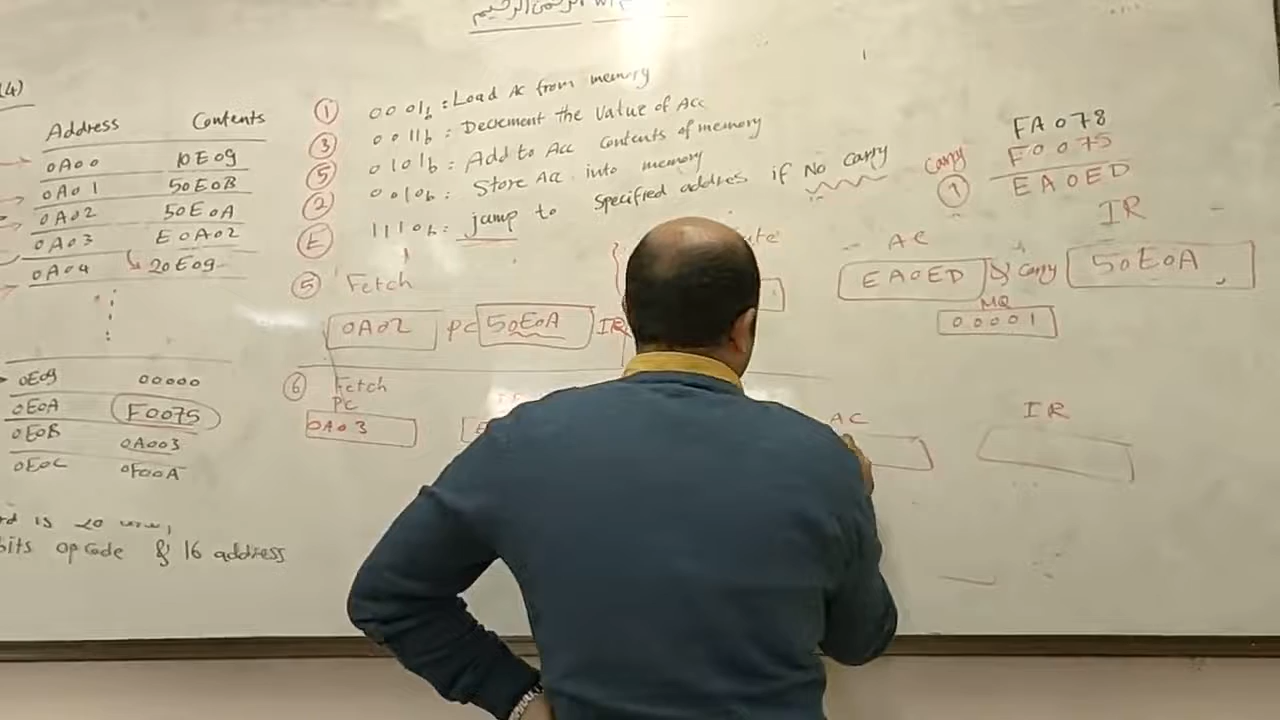 الرحمن الرحيم
(4)
Address Contents
0A00 10E09
0A01 50E0B
0A02 50E0A
0A03 E0A02
0A04 20E09
0E09 00000
0E0A F0075
0E0B 0A003
0E0C 0F00A
is 20
bits opcode & 16 address
① 0001b : Load AC from memory
③ 0011b : Decrement the value of Acc
⑤ 0101b : Add to Acc contents of memory
② 0010b : Store Acc into memory
Ⓔ 1110b : jump to specified address if No Carry
⑤ Fetch
0A02 PC 50E0A IR
⑥ Fetch
PC
0A03
FA078
F0075
Carry ① EA0ED
AC IR
EA0ED & Carry 50E0A
MQ
00001
AC IR